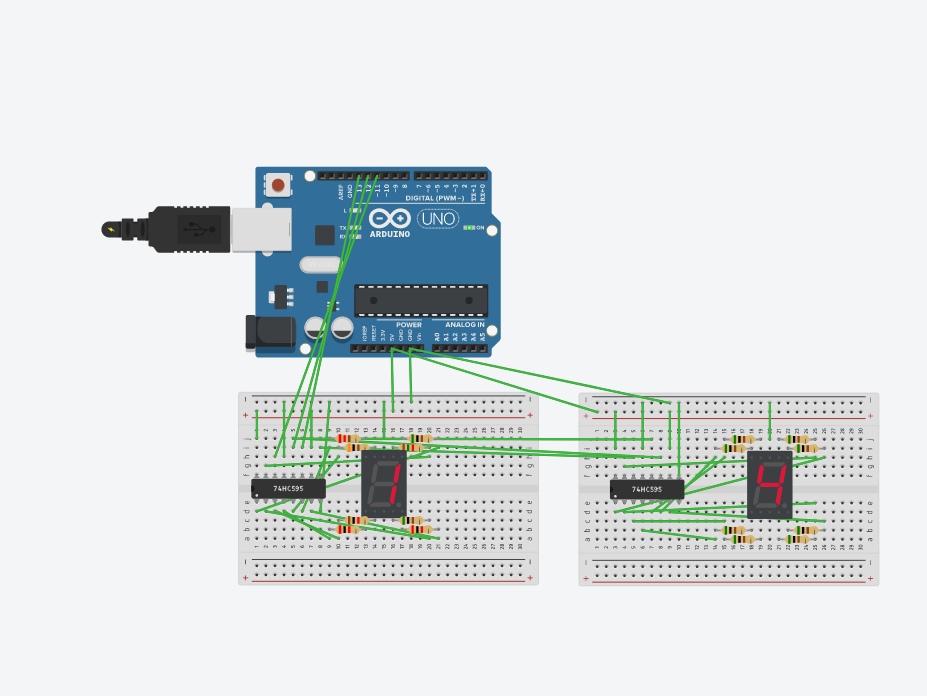 AREF
GND
13
12
~11
~10
~9
8
7
~6
~5
4
~3
2
TX→1
RX←0
DIGITAL (PWM~)
L
TX
RX
UNO
ON
ARDUINO
POWER
ANALOG IN
IOREF
RESET
3.3V
5V
GND
GND
Vin
A0
A1
A2
A3
A4
A5
74HC595
74HC595